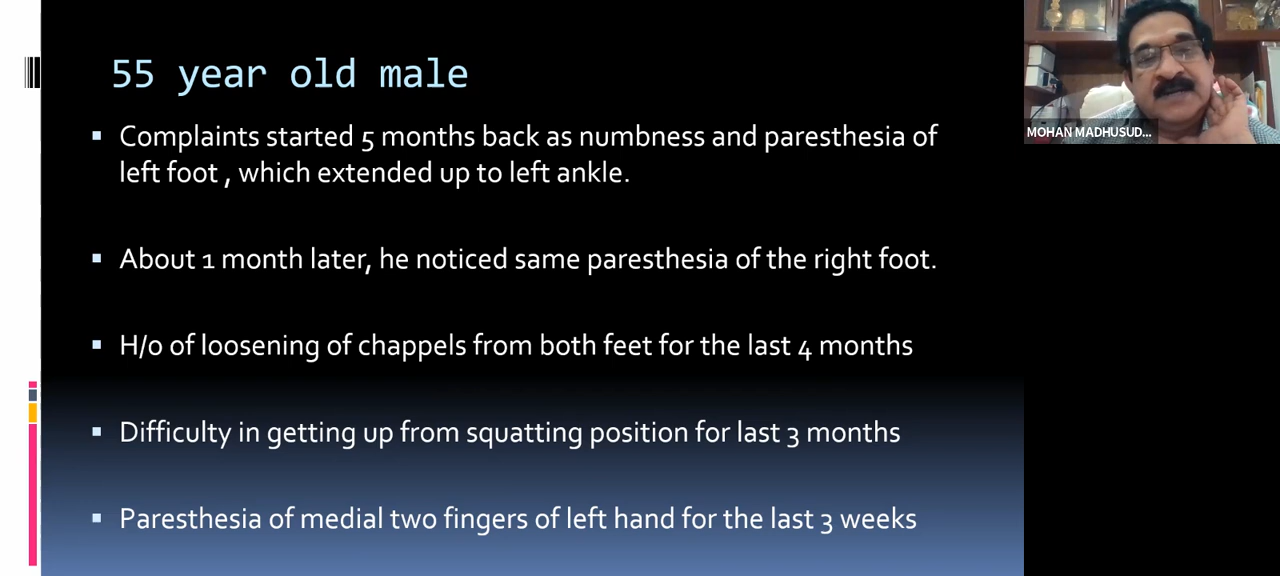 55 year old male
Complaints started 5 months back as numbness and paresthesia of
left foot , which extended up to left ankle.
About 1 month later, he noticed same paresthesia of the right foot.
H/o of loosening of chappels from both feet for the last 4 months
Difficulty in getting up from squatting position for last 3 months
Paresthesia of medial two fingers of left hand for the last 3 weeks
MOHAN MADHUSUD...